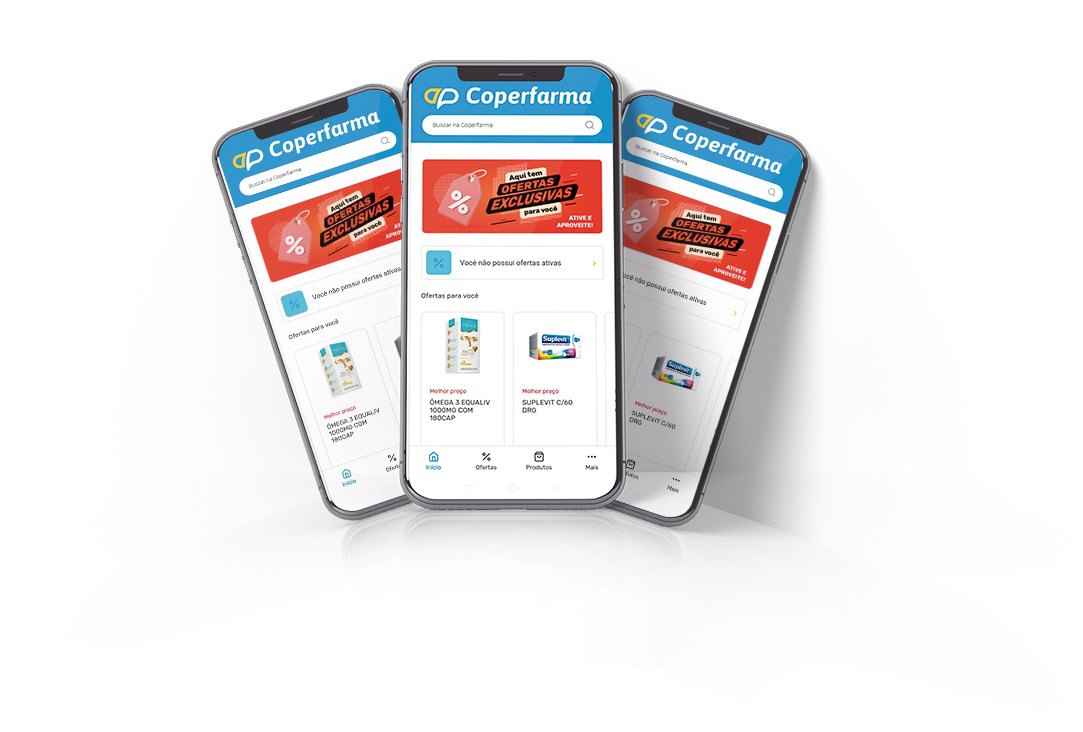 Coperfarma
Buscar na Coperfarma
Aqui tem
OFERTAS
EXCLUSIVAS
para você
ATIVE E
APROVEITE!
Você não possui ofertas ativas
Ofertas para você
Melhor preço
ÔMEGA 3 EQUALIV
1000MG COM
180CAP
Suplevit
Melhor preço
SUPLEVIT C/60
DRG
Início
Ofertas
Produtos
Mais
Coperfarma
Buscar na Coperfarma
Aqui tem
OFERTAS
EXCLUSIVAS
para você
ATIVE E
APROVE
Você não possui ofertas ativas
Ofertas para você
Melhor preço
ÔMEGA 3 EQUALIV
1000MG COM
180CAP
Início
Ofert
Coperfarma
Buscar na Coperfarma
Aqui tem
OFERTAS
EXCLUSIVAS
para você
ATIVE E
APROVEITE!
não possui ofertas ativas
Suplevit
Melhor preço
SUPLEVIT C/60
DRG
utos
Mais